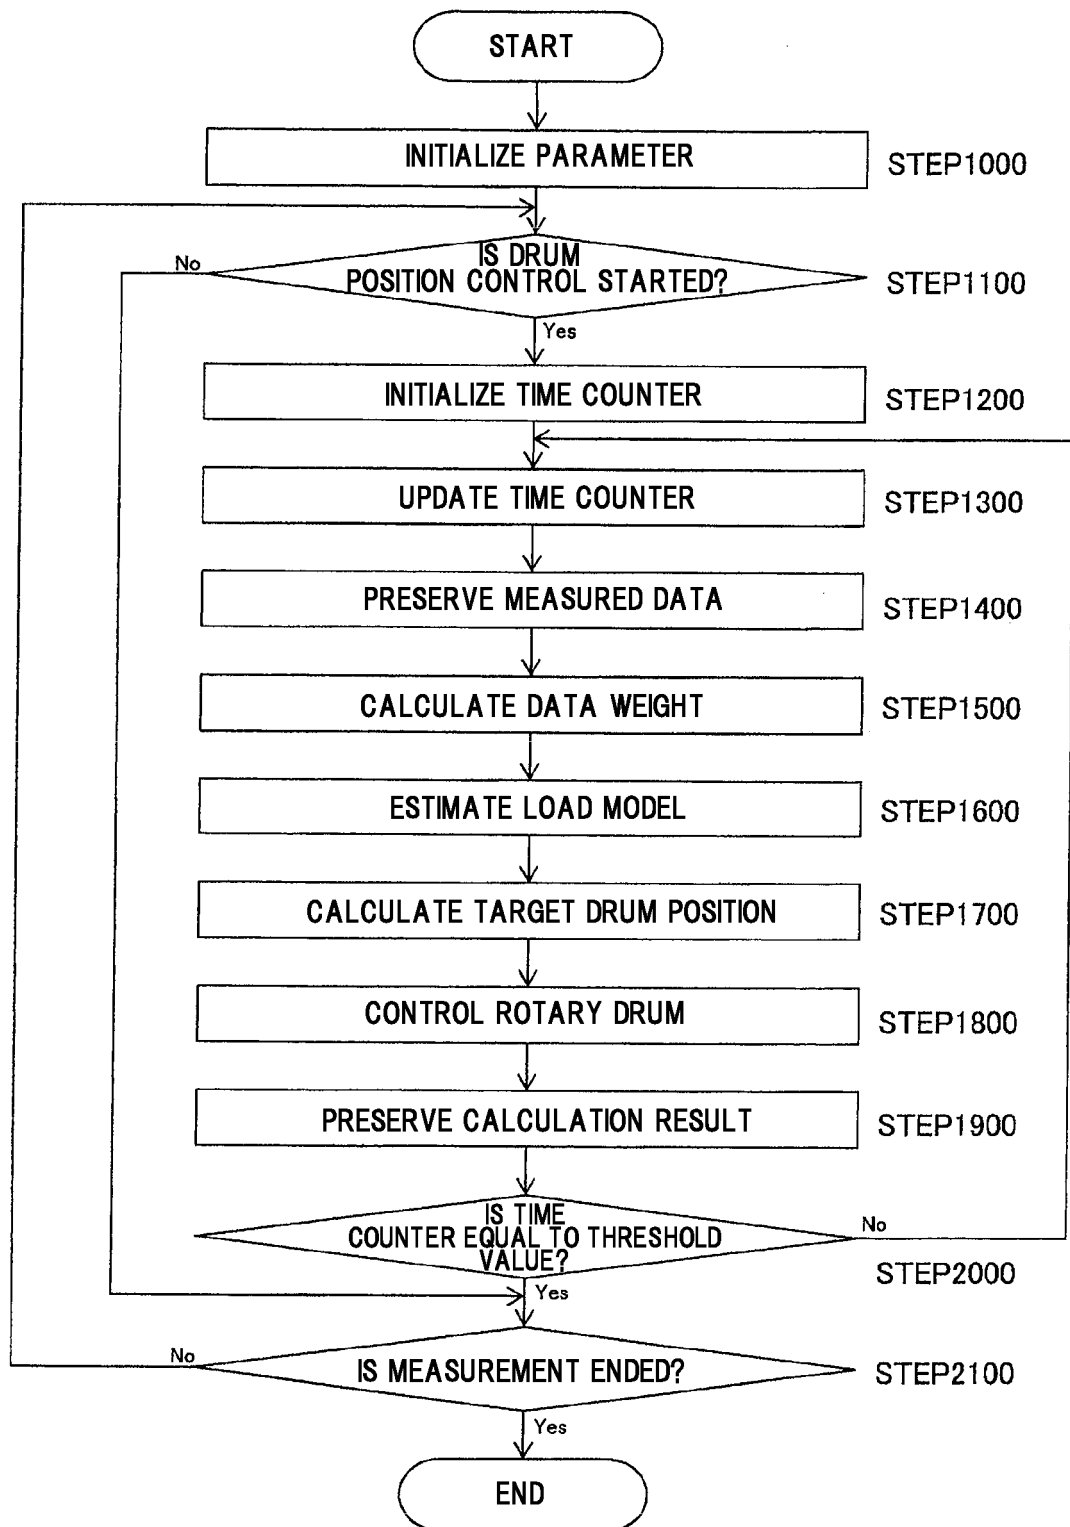 START
INITIALIZE PARAMETER
STEP1000
IS DRUM
POSITION CONTROL STARTED?
No
STEP1100
Yes
INITIALIZE TIME COUNTER
STEP1200
UPDATE TIME COUNTER
STEP1300
PRESERVE MEASURED DATA
STEP1400
CALCULATE DATA WEIGHT
STEP1500
ESTIMATE LOAD MODEL
STEP1600
CALCULATE TARGET DRUM POSITION
STEP1700
CONTROL ROTARY DRUM
STEP1800
PRESERVE CALCULATION RESULT
STEP1900
IS TIME
COUNTER EQUAL TO THRESHOLD
VALUE?
No
STEP2000
Yes
No
IS MEASUREMENT ENDED?
STEP2100
Yes
END